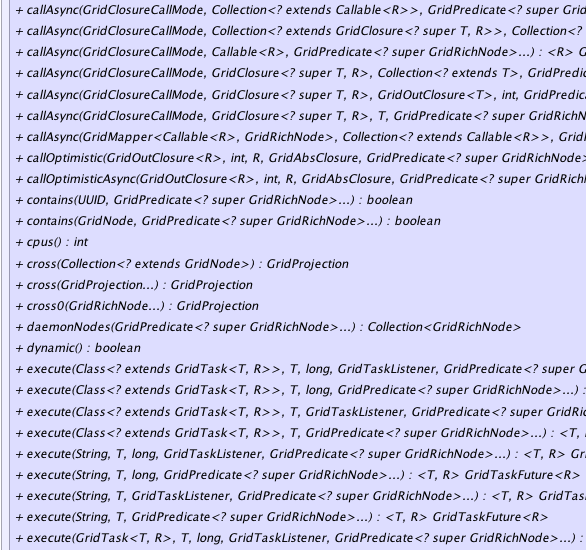 + callAsync(GridClosureCallMode, Collection<? extends Callable<R>>, GridPredicate<? super Grid
+ callAsync(GridClosureCallMode, Collection<? extends GridClosure<? super T, R>>, Collection<?
+ callAsync(GridClosureCallMode, Callable<R>, GridPredicate<? super GridRichNode>...) : <R> G
+ callAsync(GridClosureCallMode, GridClosure<? super T, R>, Collection<? extends T>, GridPredic
+ callAsync(GridClosureCallMode, GridClosure<? super T, R>, GridOutClosure<T>, int, GridPredic
+ callAsync(GridClosureCallMode, GridClosure<? super T, R>, T, GridPredicate<? super GridRichN
+ callAsync(GridMapper<Callable<R>, GridRichNode>, Collection<? extends Callable<R>>, Grid
+ callOptimistic(GridOutClosure<R>, int, R, GridAbsClosure, GridPredicate<? super GridRichNode>
+ callOptimisticAsync(GridOutClosure<R>, int, R, GridAbsClosure, GridPredicate<? super GridRich
+ contains(UUID, GridPredicate<? super GridRichNode>...) : boolean
+ contains(GridNode, GridPredicate<? super GridRichNode>...) : boolean
+ cpus() : int
+ cross(Collection<? extends GridNode>) : GridProjection
+ cross(GridProjection...) : GridProjection
+ cross0(GridRichNode...) : GridProjection
+ daemonNodes(GridPredicate<? super GridRichNode>...) : Collection<GridRichNode>
+ dynamic() : boolean
+ execute(Class<? extends GridTask<T, R>>, T, long, GridTaskListener, GridPredicate<? super G
+ execute(Class<? extends GridTask<T, R>>, T, long, GridPredicate<? super GridRichNode>...) :
+ execute(Class<? extends GridTask<T, R>>, T, GridTaskListener, GridPredicate<? super GridRic
+ execute(Class<? extends GridTask<T, R>>, T, GridPredicate<? super GridRichNode>...) : <T,
+ execute(String, T, long, GridTaskListener, GridPredicate<? super GridRichNode>...) : <T, R> Gri
+ execute(String, T, long, GridPredicate<? super GridRichNode>...) : <T, R> GridTaskFuture<R>
+ execute(String, T, GridTaskListener, GridPredicate<? super GridRichNode>...) : <T, R> GridTas
+ execute(String, T, GridPredicate<? super GridRichNode>...) : <T, R> GridTaskFuture<R>
+ execute(GridTask<T, R>, T, long, GridTaskListener, GridPredicate<? super GridRichNode>...) :